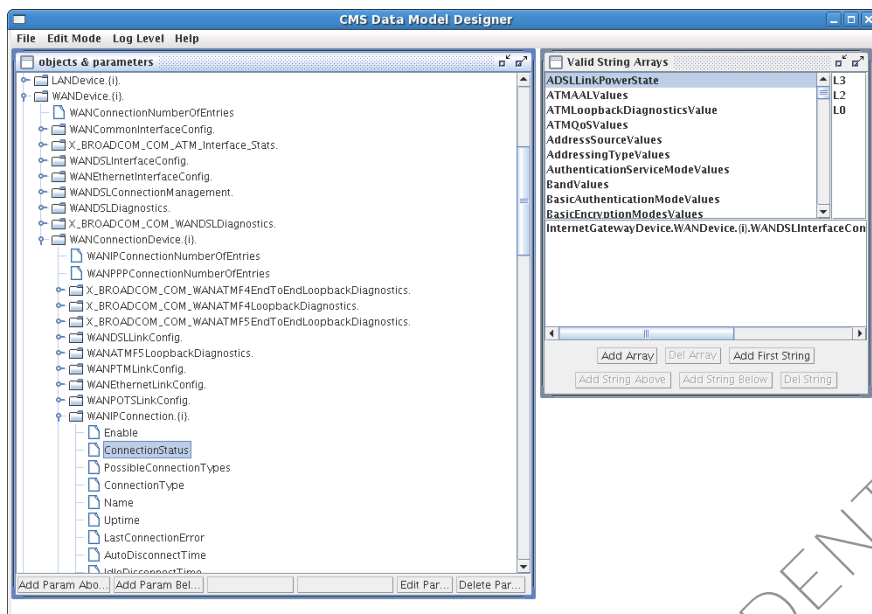 CMS Data Model Designer
File Edit Mode Log Level Help
objects & parameters
LANDevice.{i}.
WANDevice.{i}.
WANConnectionNumberOfEntries
WANCommonInterfaceConfig.
X_BROADCOM_COM_ATM_Interface_Stats.
WANDSLInterfaceConfig.
WANEthernetInterfaceConfig.
WANDSLConnectionManagement.
WANDSLDiagnostics.
X_BROADCOM_COM_WANDSLDiagnostics.
WANConnectionDevice.{i}.
WANIPConnectionNumberOfEntries
WANPPPConnectionNumberOfEntries
X_BROADCOM_COM_WANATMF4EndToEndLoopbackDiagnostics.
X_BROADCOM_COM_WANATMF4LoopbackDiagnostics.
X_BROADCOM_COM_WANATMF5EndToEndLoopbackDiagnostics.
WANDSLLinkConfig.
WANATMF5LoopbackDiagnostics.
WANPTMLinkConfig.
WANEthernetLinkConfig.
WANPOTSLinkConfig.
WANIPConnection.{i}.
Enable
ConnectionStatus
PossibleConnectionTypes
ConnectionType
Name
Uptime
LastConnectionError
AutoDisconnectTime
IdleDisconnectTime
Add Param Abo... Add Param Bel... Edit Par... Delete Par...
Valid String Arrays
ADSLLinkPowerState L3
ATMAALValues L2
ATMLoopbackDiagnosticsValue L0
ATMQoSValues
AddressSourceValues
AddressingTypeValues
AuthenticationServiceModeValues
BandValues
BasicAuthenticationModeValues
BasicEncryptionModesValues
InternetGatewayDevice.WANDevice.{i}.WANDSLInterfaceCon
Add Array Del Array Add First String
Add String Above Add String Below Del String
DENT